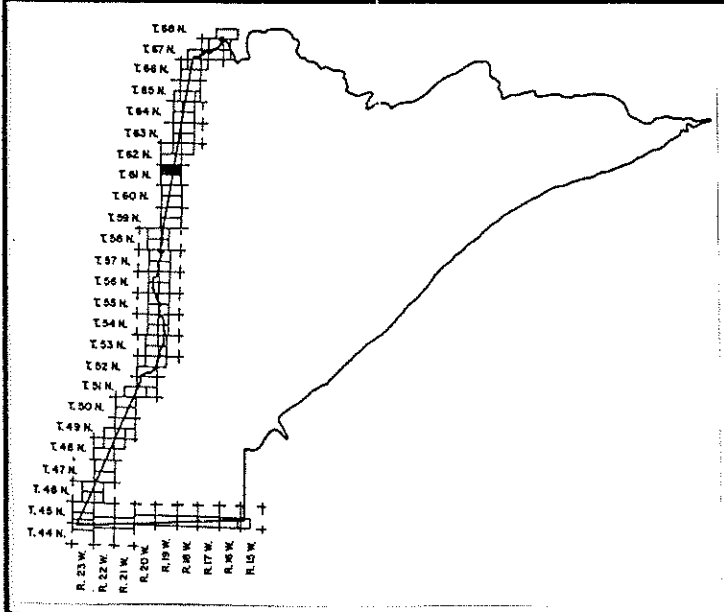 T. 68 N.
T. 67 N.
T. 66 N.
T. 65 N.
T. 64 N.
T. 63 N.
T. 62 N.
T. 61 N.
T. 60 N.
T. 59 N.
T. 58 N.
T. 57 N.
T. 56 N.
T. 55 N.
T. 54 N.
T. 53 N.
T. 52 N.
T. 51 N.
T. 50 N.
T. 49 N.
T. 48 N.
T. 47 N.
T. 46 N.
T. 45 N.
T. 44 N.
R. 23 W.
R. 22 W.
R. 21 W.
R. 20 W.
R. 19 W.
R. 18 W.
R. 17 W.
R. 16 W.
R. 15 W.